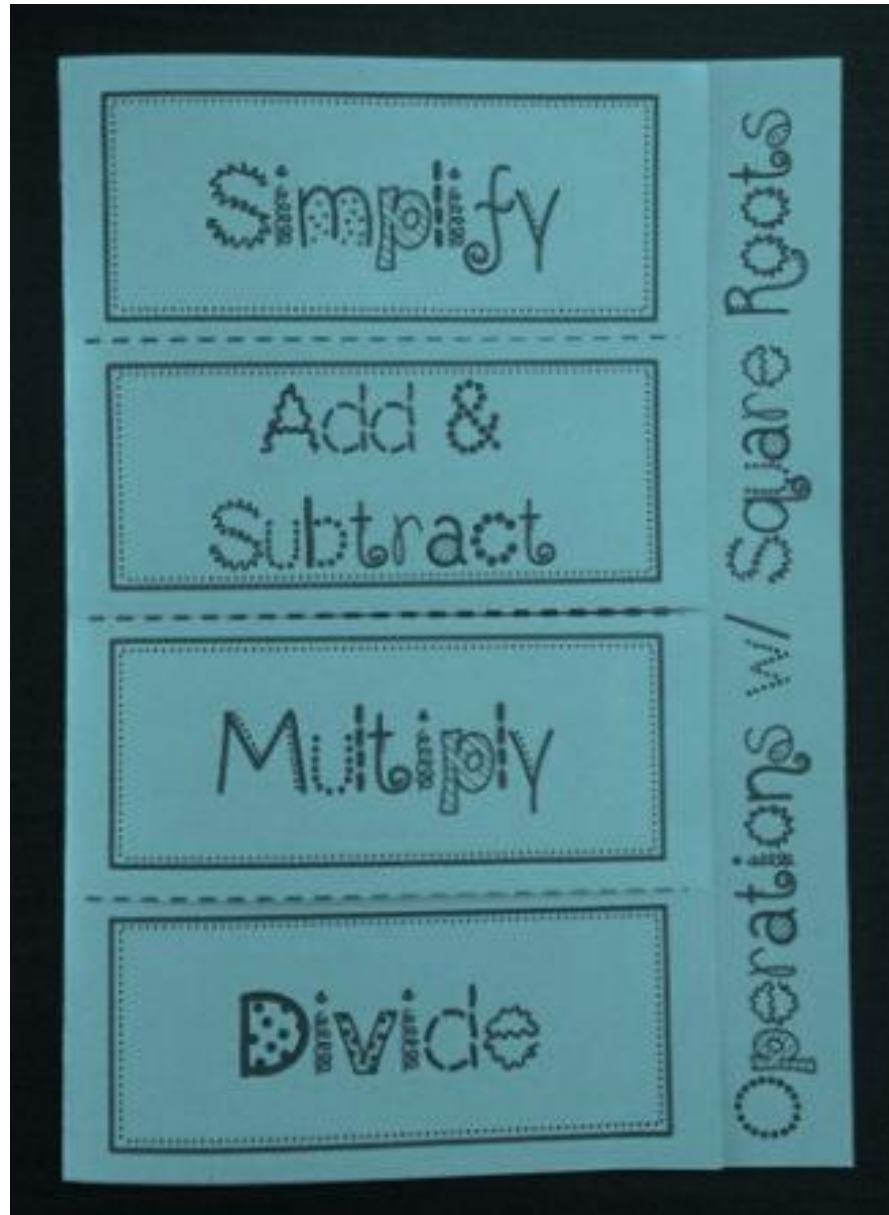 Simplify
Add &
Subtract
Multiply
Divide
Operations w/ Square Roots